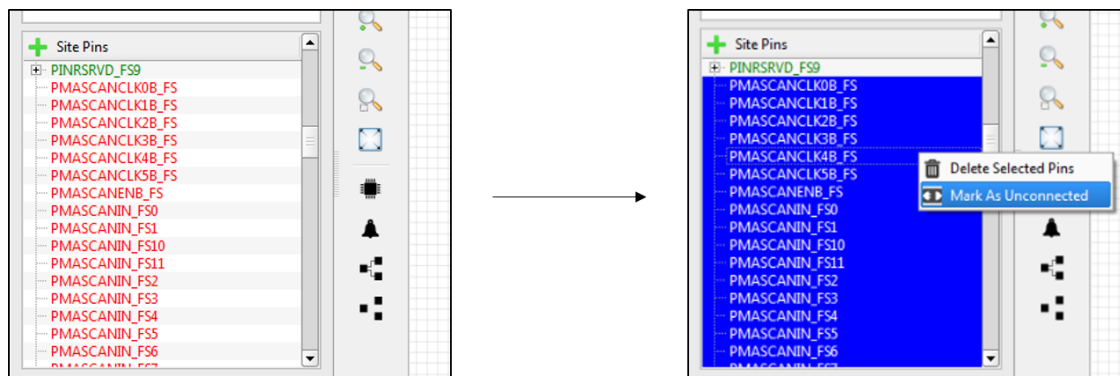 Site Pins
PINRSRVD_FS9
PMASCANCLK0B_FS
PMASCANCLK1B_FS
PMASCANCLK2B_FS
PMASCANCLK3B_FS
PMASCANCLK4B_FS
PMASCANCLK5B_FS
PMASCANENB_FS
PMASCANIN_FS0
PMASCANIN_FS1
PMASCANIN_FS10
PMASCANIN_FS11
PMASCANIN_FS2
PMASCANIN_FS3
PMASCANIN_FS4
PMASCANIN_FS5
PMASCANIN_FS6
Site Pins
PINRSRVD_FS9
PMASCANCLK0B_FS
PMASCANCLK1B_FS
PMASCANCLK2B_FS
PMASCANCLK3B_FS
PMASCANCLK4B_FS
PMASCANCLK5B_FS
PMASCANENB_FS
PMASCANIN_FS0
PMASCANIN_FS1
PMASCANIN_FS10
PMASCANIN_FS11
PMASCANIN_FS2
PMASCANIN_FS3
PMASCANIN_FS4
PMASCANIN_FS5
PMASCANIN_FS6
Delete Selected Pins
Mark As Unconnected